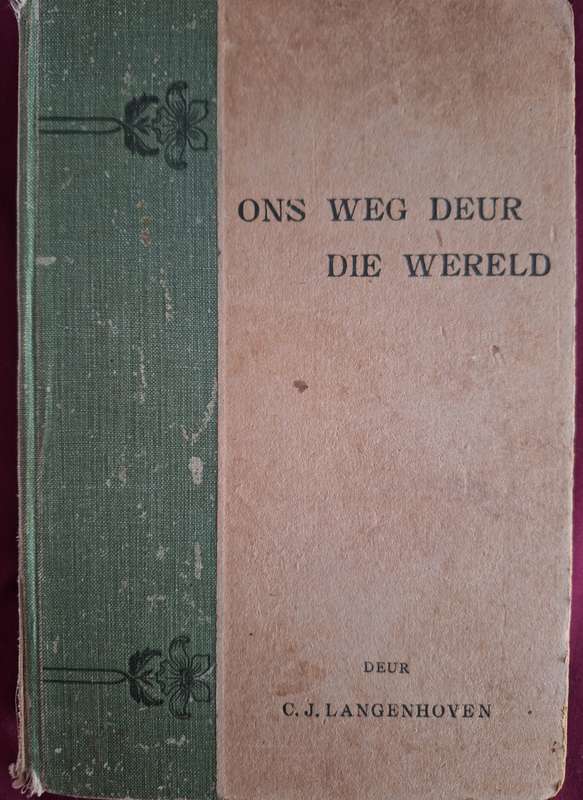 ONS WEG DEUR
DIE WERELD
DEUR
C. J. LANGENHOVEN